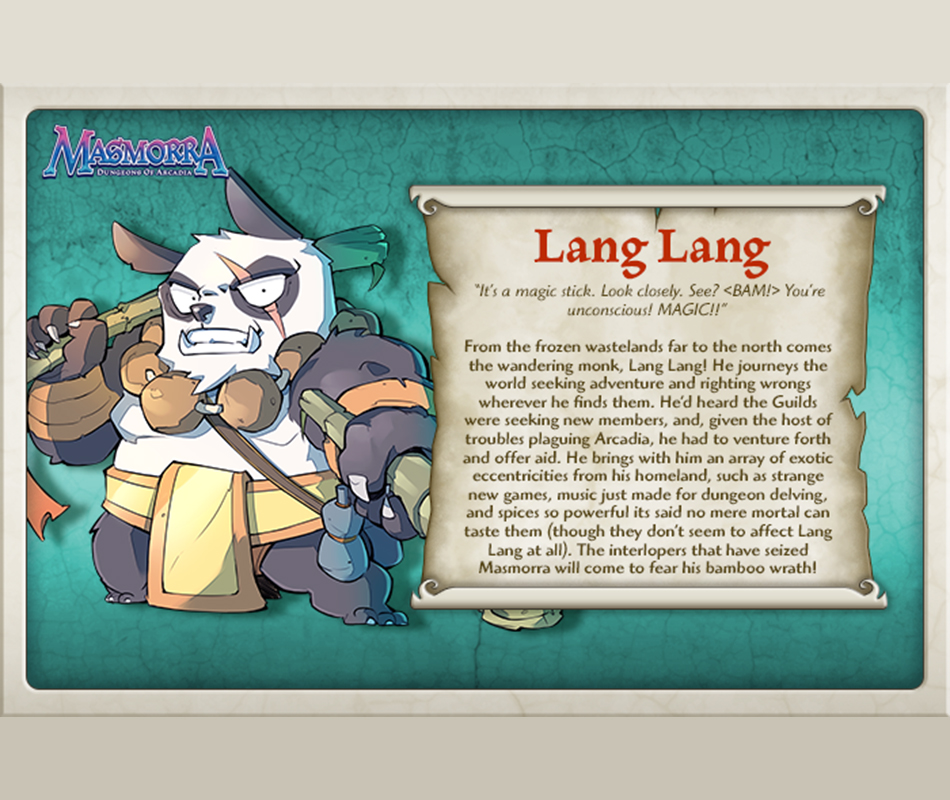 MASMORRA
DUNGEONS OF ARCADIA
Lang Lang
"It's a magic stick. Look closely. See? <BAM!> You're
unconscious! MAGIC!!"
From the frozen wastelands far to the north comes
the wandering monk, Lang Lang! He journeys the
world seeking adventure and righting wrongs
wherever he finds them. He'd heard the Guilds
were seeking new members, and, given the host of
troubles plaguing Arcadia, he had to venture forth
and offer aid. He brings with him an array of exotic
eccentricities from his homeland, such as strange
new games, music just made for dungeon delving,
and spices so powerful its said no mere mortal can
taste them (though they don't seem to affect Lang
Lang at all). The interlopers that have seized
Masmorra will come to fear his bamboo wrath!